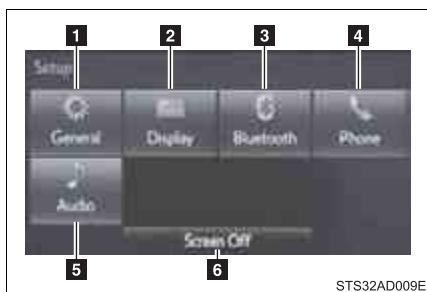 1 2 3 4
Setup
General Display Bluetooth Phone
Audio
Screen Off
5 6
STS32AD009E